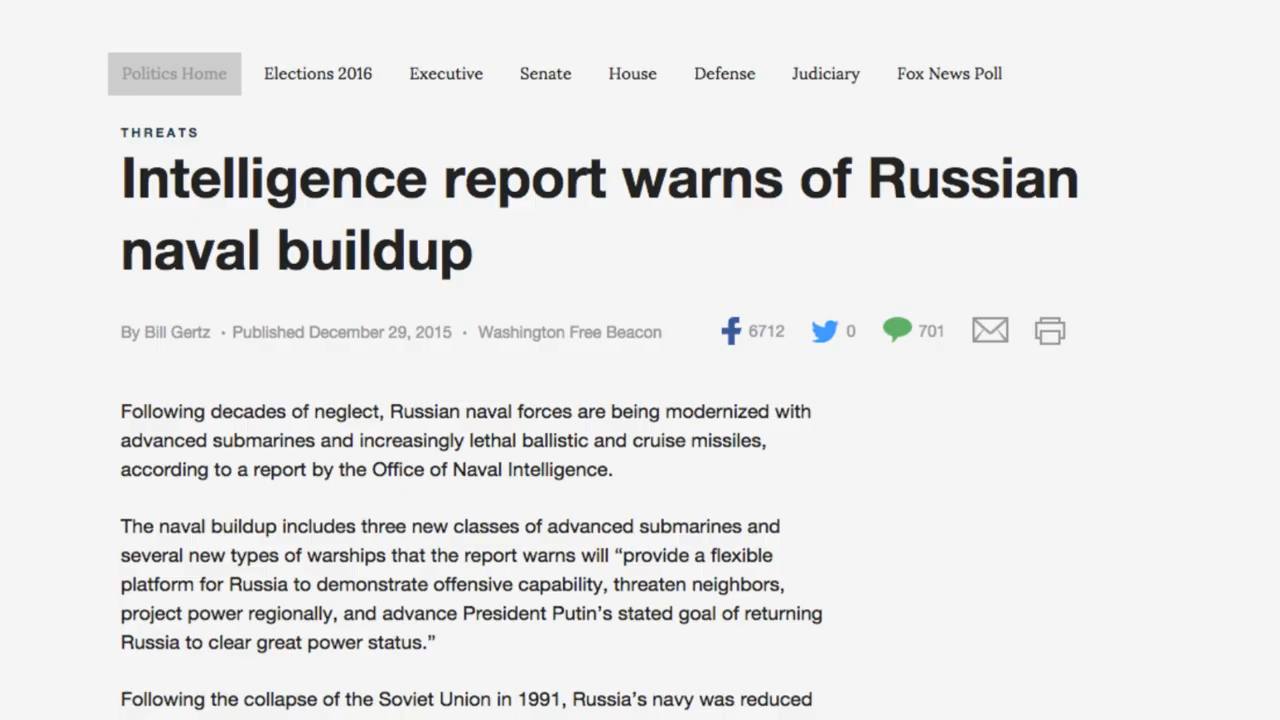 Politics Home Elections 2016 Executive Senate House Defense Judiciary Fox News Poll
THREATS
Intelligence report warns of Russian
naval buildup
By Bill Gertz · Published December 29, 2015 · Washington Free Beacon 6712 0 701
Following decades of neglect, Russian naval forces are being modernized with
advanced submarines and increasingly lethal ballistic and cruise missiles,
according to a report by the Office of Naval Intelligence.
The naval buildup includes three new classes of advanced submarines and
several new types of warships that the report warns will “provide a flexible
platform for Russia to demonstrate offensive capability, threaten neighbors,
project power regionally, and advance President Putin’s stated goal of returning
Russia to clear great power status.”
Following the collapse of the Soviet Union in 1991, Russia’s navy was reduced